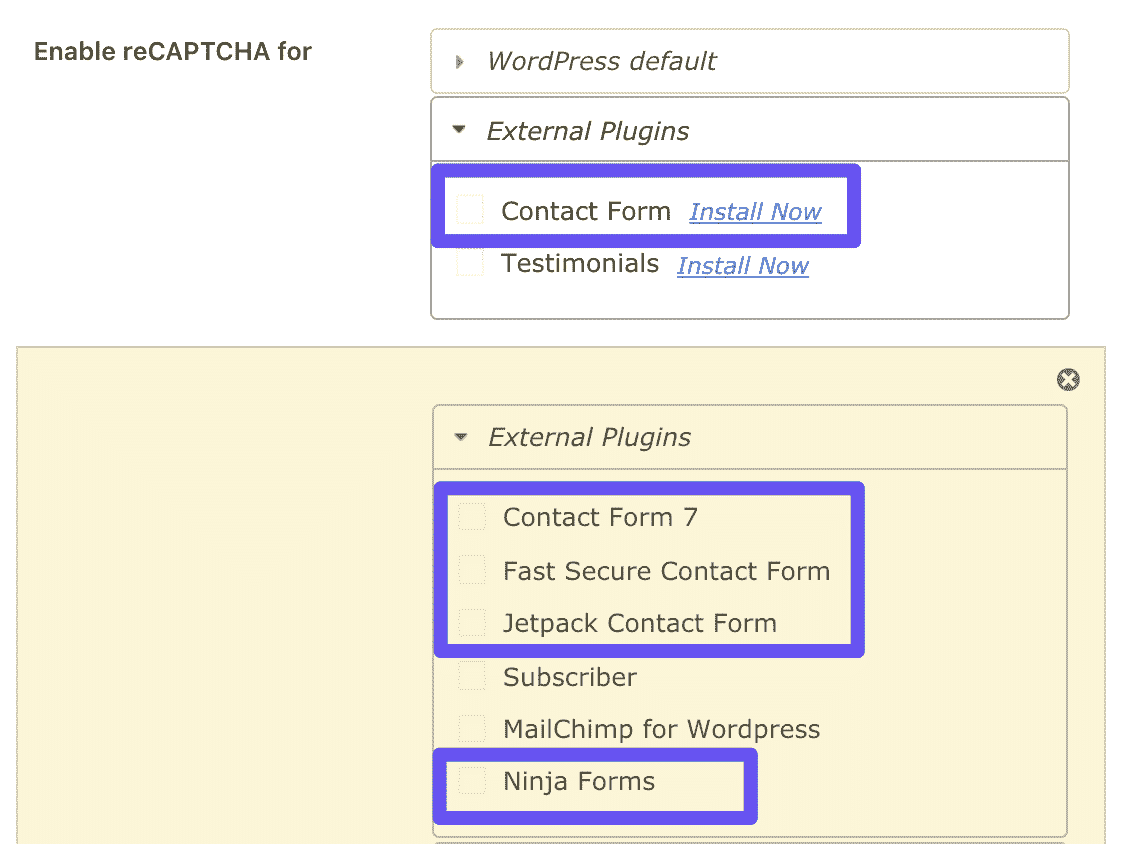 Enable reCAPTCHA for
WordPress default
External Plugins
Contact Form Install Now
Testimonials Install Now
External Plugins
Contact Form 7
Fast Secure Contact Form
Jetpack Contact Form
Subscriber
MailChimp for Wordpress
Ninja Forms